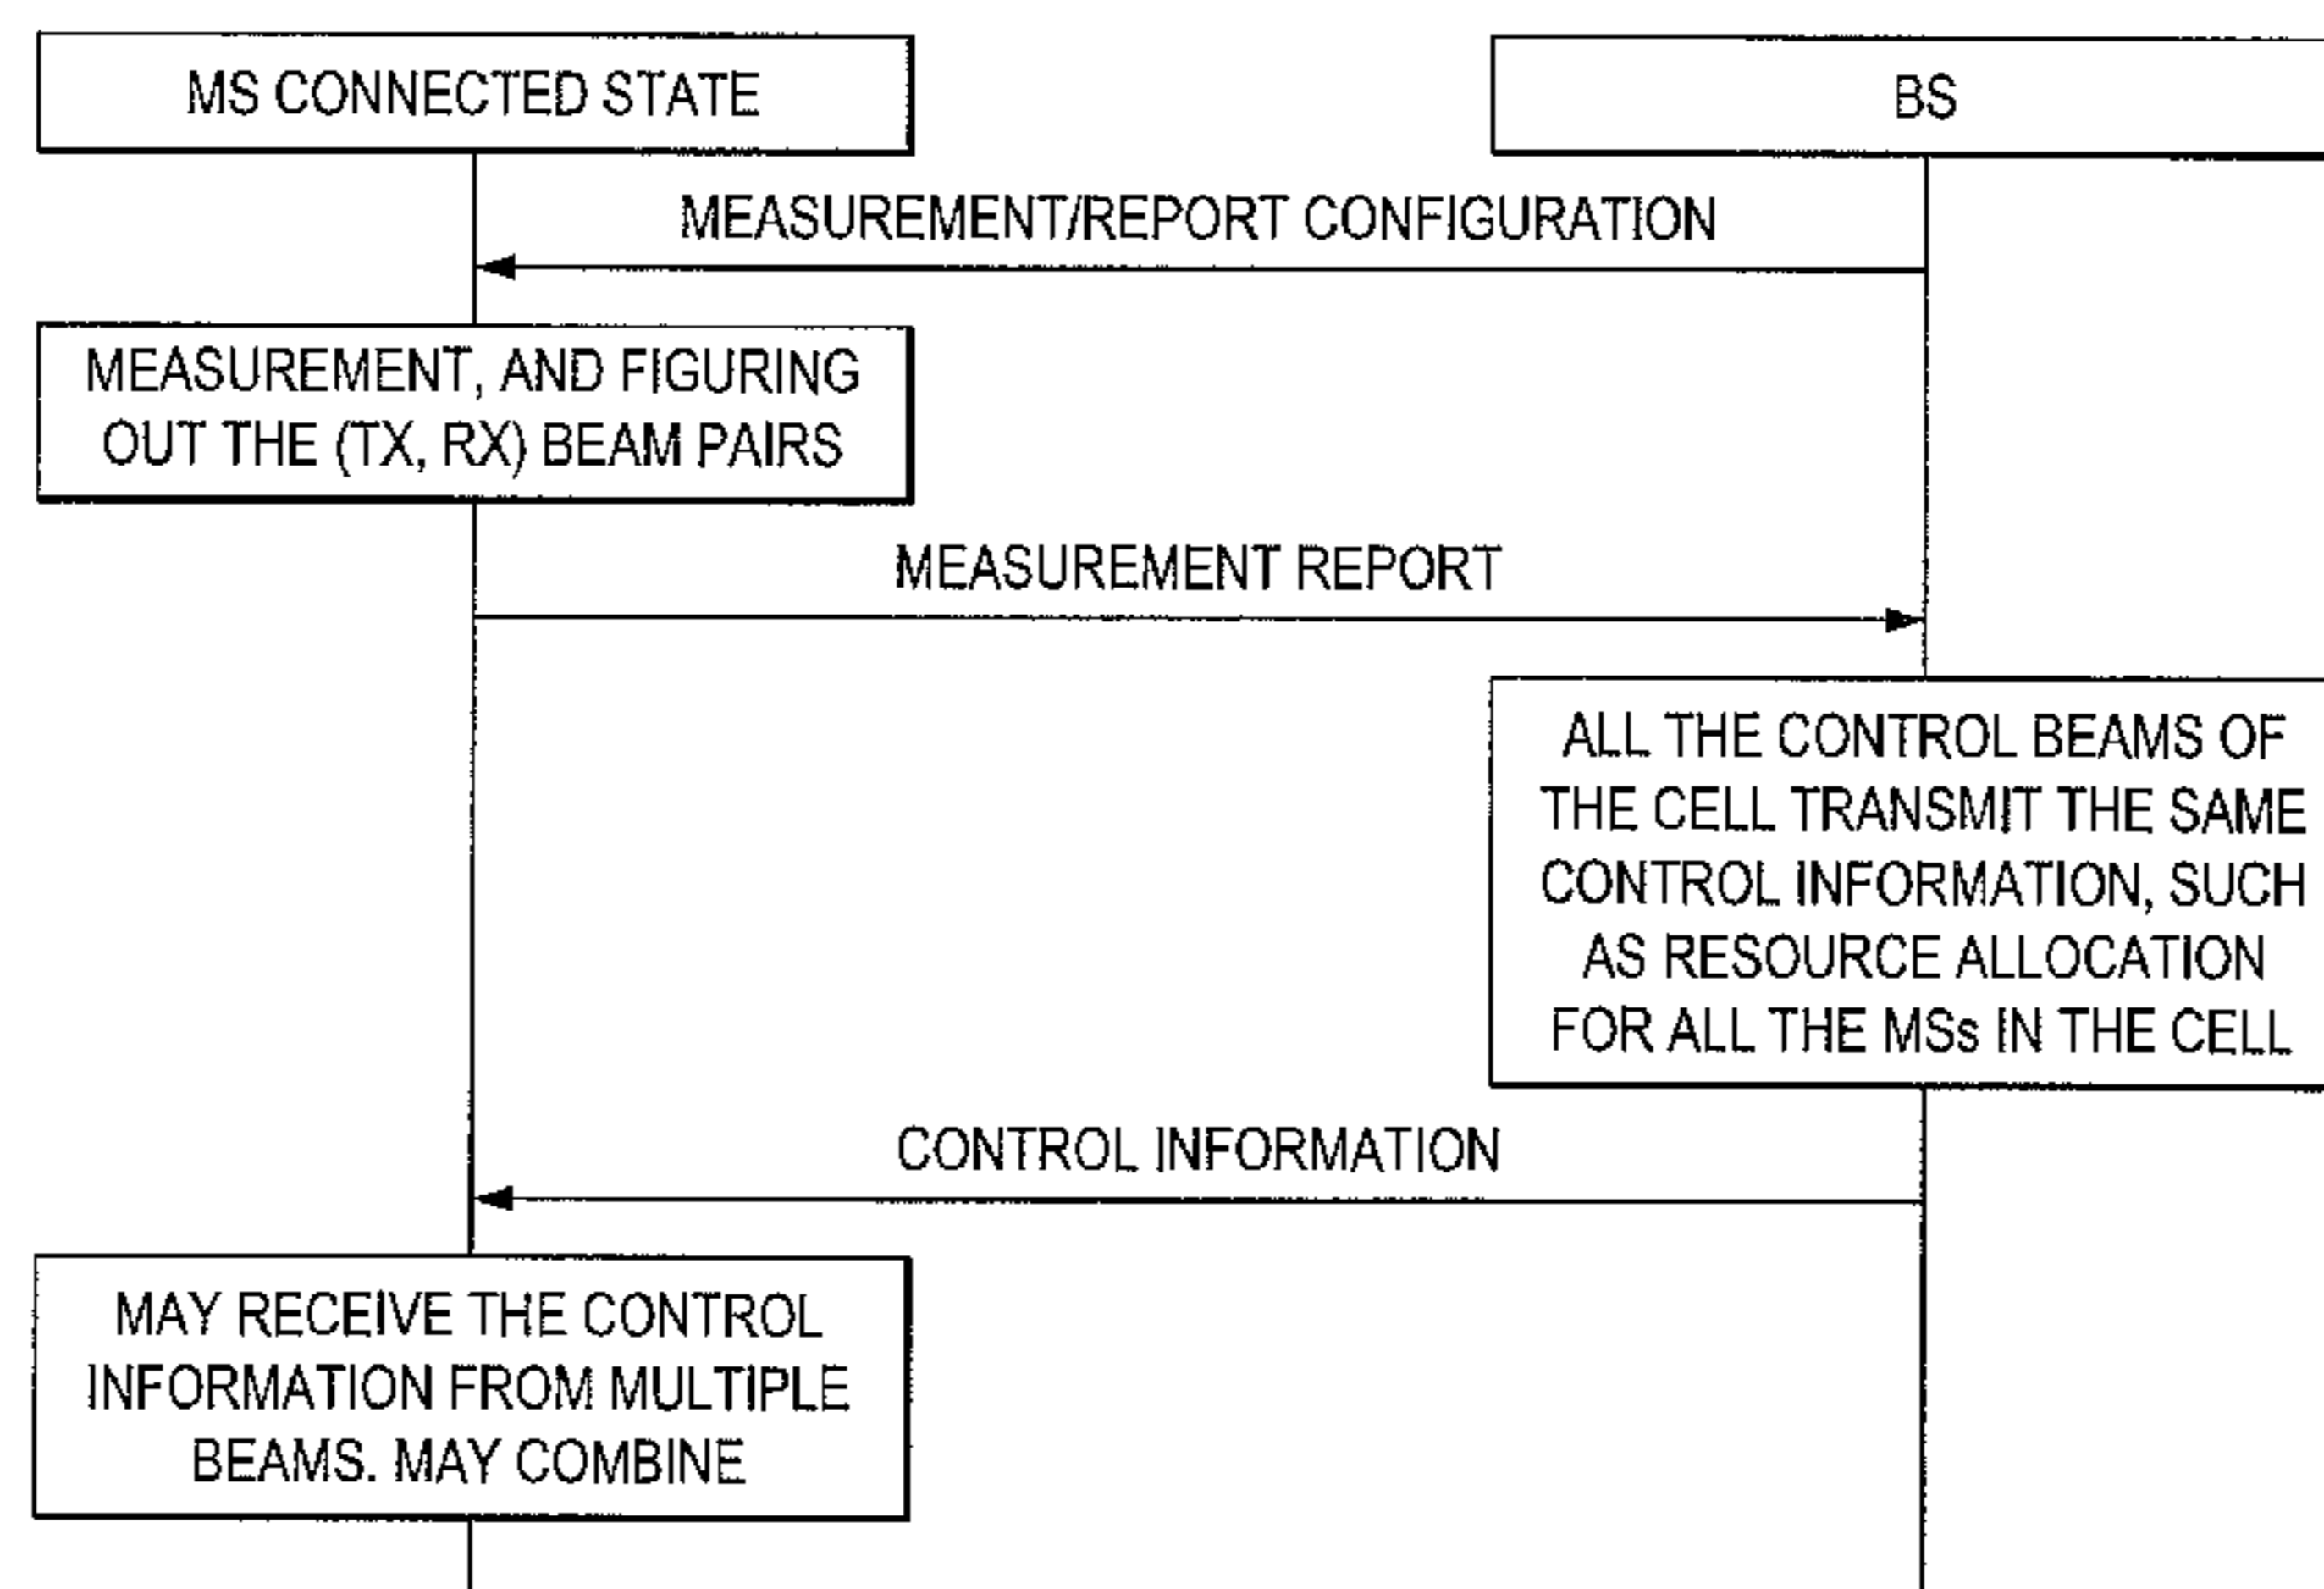 MS CONNECTED STATE
BS
MEASUREMENT/REPORT CONFIGURATION
MEASUREMENT, AND FIGURING
OUT THE (TX, RX) BEAM PAIRS
MEASUREMENT REPORT
ALL THE CONTROL BEAMS OF
THE CELL TRANSMIT THE SAME
CONTROL INFORMATION, SUCH
AS RESOURCE ALLOCATION
FOR ALL THE MSs IN THE CELL
CONTROL INFORMATION
MAY RECEIVE THE CONTROL
INFORMATION FROM MULTIPLE
BEAMS. MAY COMBINE